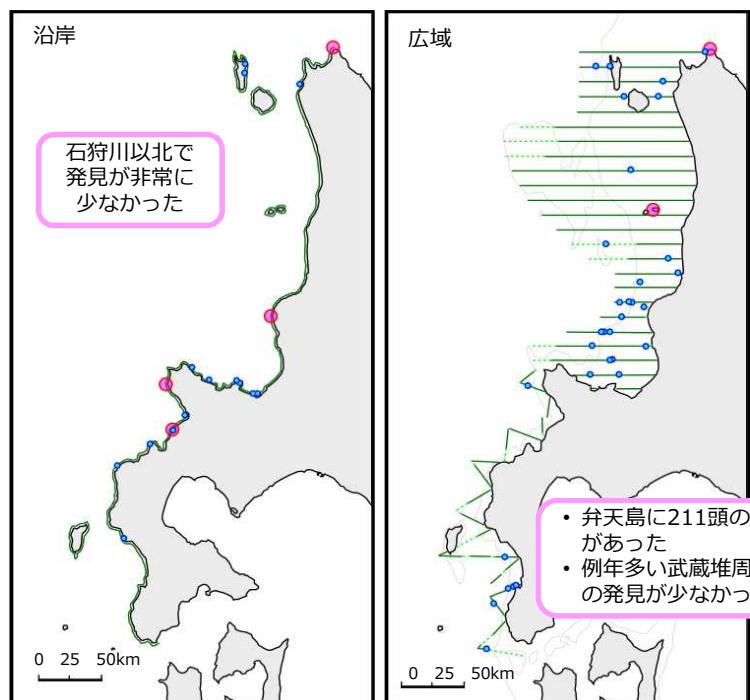 沿岸
石狩川以北で
発見が非常に
少なかった
0 25 50km
広域
• 弁天島に211頭の
があった
• 例年多い武蔵堆周
の発見が少なかっ
0 25 50km